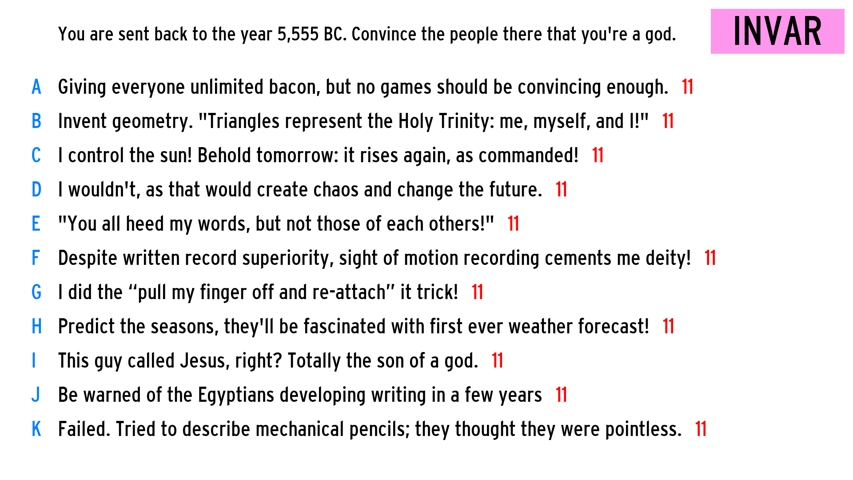 You are sent back to the year 5,555 BC. Convince the people there that you're a god.
INVAR
A Giving everyone unlimited bacon, but no games should be convincing enough. 11
B Invent geometry. "Triangles represent the Holy Trinity: me, myself, and I!" 11
C I control the sun! Behold tomorrow: it rises again, as commanded! 11
D I wouldn't, as that would create chaos and change the future. 11
E "You all heed my words, but not those of each others!" 11
F Despite written record superiority, sight of motion recording cements me deity! 11
G I did the “pull my finger off and re-attach” it trick! 11
H Predict the seasons, they'll be fascinated with first ever weather forecast! 11
I This guy called Jesus, right? Totally the son of a god. 11
J Be warned of the Egyptians developing writing in a few years 11
K Failed. Tried to describe mechanical pencils; they thought they were pointless. 11